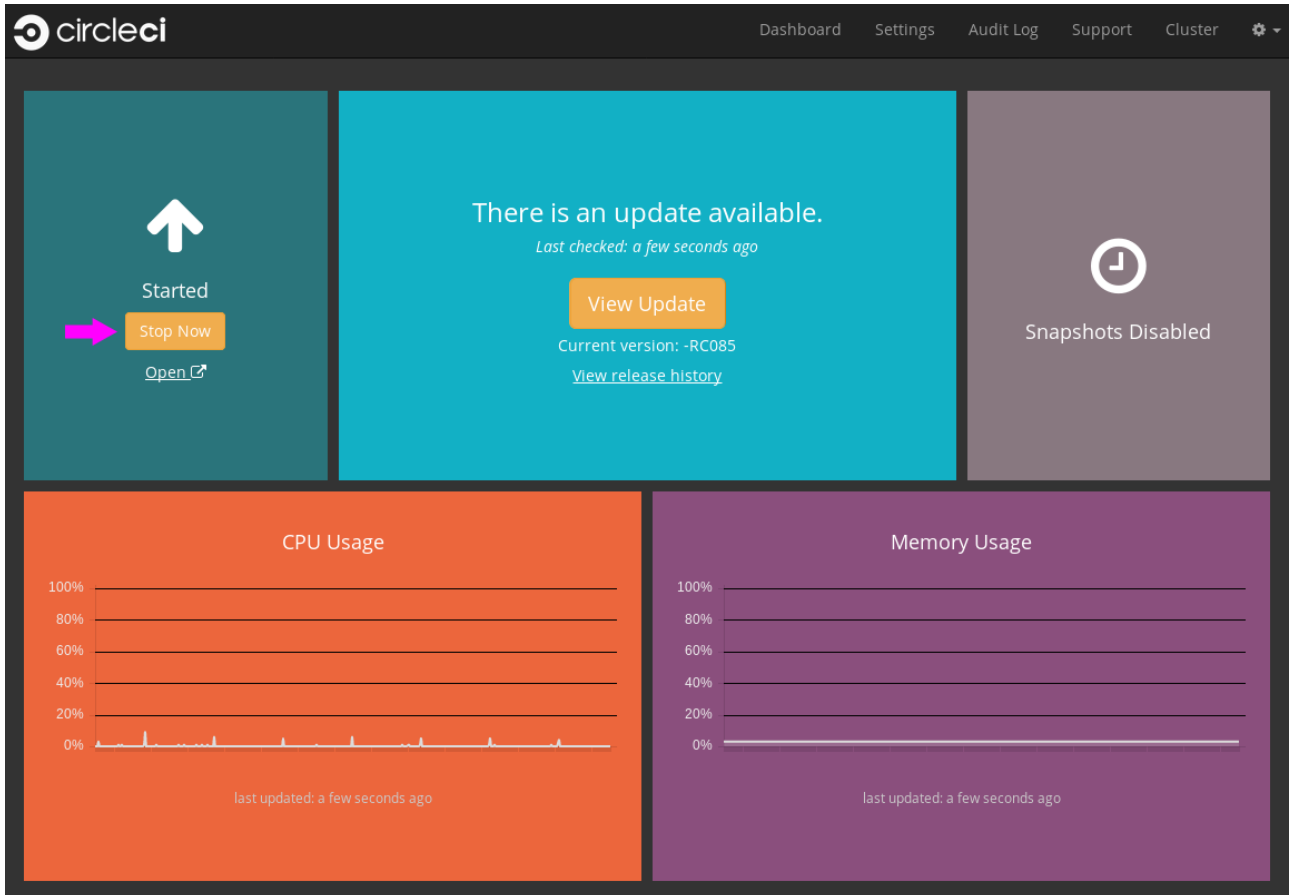 circleci
Dashboard Settings Audit Log Support Cluster
Started
Stop Now
Open
There is an update available.
Last checked: a few seconds ago
View Update
Current version: -RC085
View release history
Snapshots Disabled
CPU Usage
100%
80%
60%
40%
20%
0%
last updated: a few seconds ago
Memory Usage
100%
80%
60%
40%
20%
0%
last updated: a few seconds ago